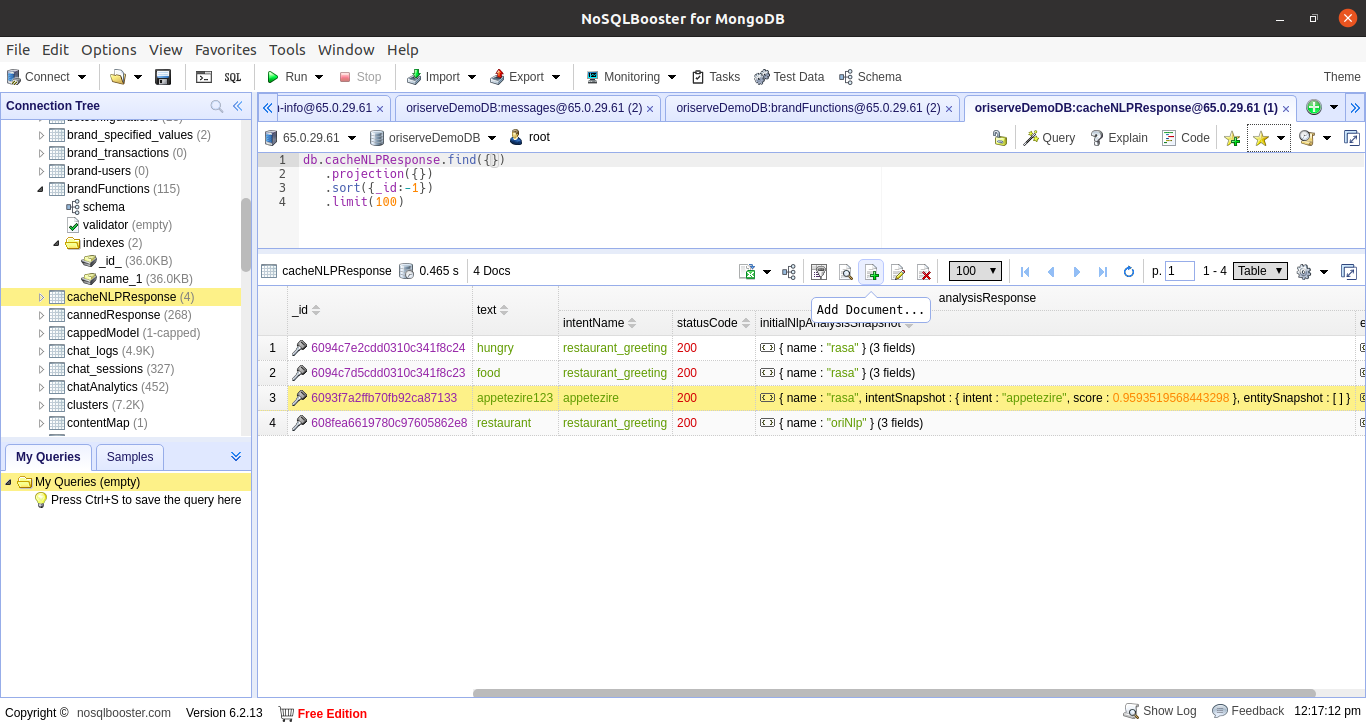 NoSQLBooster for MongoDB
File Edit Options View Favorites Tools Window Help
Connect SQL Run Stop Import Export Monitoring Tasks Test Data Schema Theme
Connection Tree
-info@65.0.29.61 × oriserveDemoDB:messages@65.0.29.61 (2) × oriserveDemoDB:brandFunctions@65.0.29.61 (2) × oriserveDemoDB:cacheNLPResponse@65.0.29.61 (1) ×
65.0.29.61 oriserveDemoDB root Query Explain Code
brand_specified_values (2)
brand_transactions (0)
brand-users (0)
brandFunctions (115)
schema
validator (empty)
indexes (2)
_id_ (36.0KB)
name_1 (36.0KB)
cacheNLPResponse (4)
cannedResponse (268)
cappedModel (1-capped)
chat_logs (4.9K)
chat_sessions (327)
chatAnalytics (452)
clusters (7.2K)
contentMap (1)
My Queries Samples
My Queries (empty)
Press Ctrl+S to save the query here
1 db.cacheNLPResponse.find({})
2 .projection({})
3 .sort({_id:-1})
4 .limit(100)
cacheNLPResponse 0.465 s 4 Docs 100 p. 1 1 - 4 Table
Add Document...
_id text analysisResponse
intentName statusCode initialNlpAnalysisSnapshot e
1 6094c7e2cdd0310c341f8c24 hungry restaurant_greeting 200 { name : "rasa" } (3 fields)
2 6094c7d5cdd0310c341f8c23 food restaurant_greeting 200 { name : "rasa" } (3 fields)
3 6093f7a2ffb70fb92ca87133 appetezire123 appetezire 200 { name : "rasa", intentSnapshot : { intent : "appetezire", score : 0.9593519568443298 }, entitySnapshot : [ ] }
4 608fea6619780c97605862e8 restaurant restaurant_greeting 200 { name : "oriNlp" } (3 fields)
Copyright © nosqlbooster.com Version 6.2.13 Free Edition Show Log Feedback 12:17:12 pm